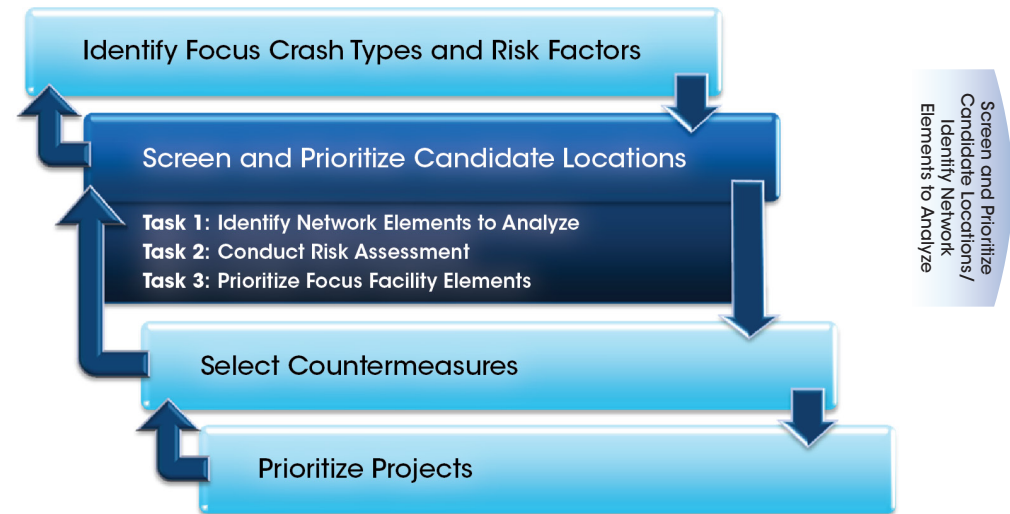 Identify Focus Crash Types and Risk Factors
Screen and Prioritize Candidate Locations
Task 1: Identify Network Elements to Analyze
Task 2: Conduct Risk Assessment
Task 3: Prioritize Focus Facility Elements
Select Countermeasures
Prioritize Projects
Screen and Prioritize
Candidate Locations/
Identify Network
Elements to Analyze